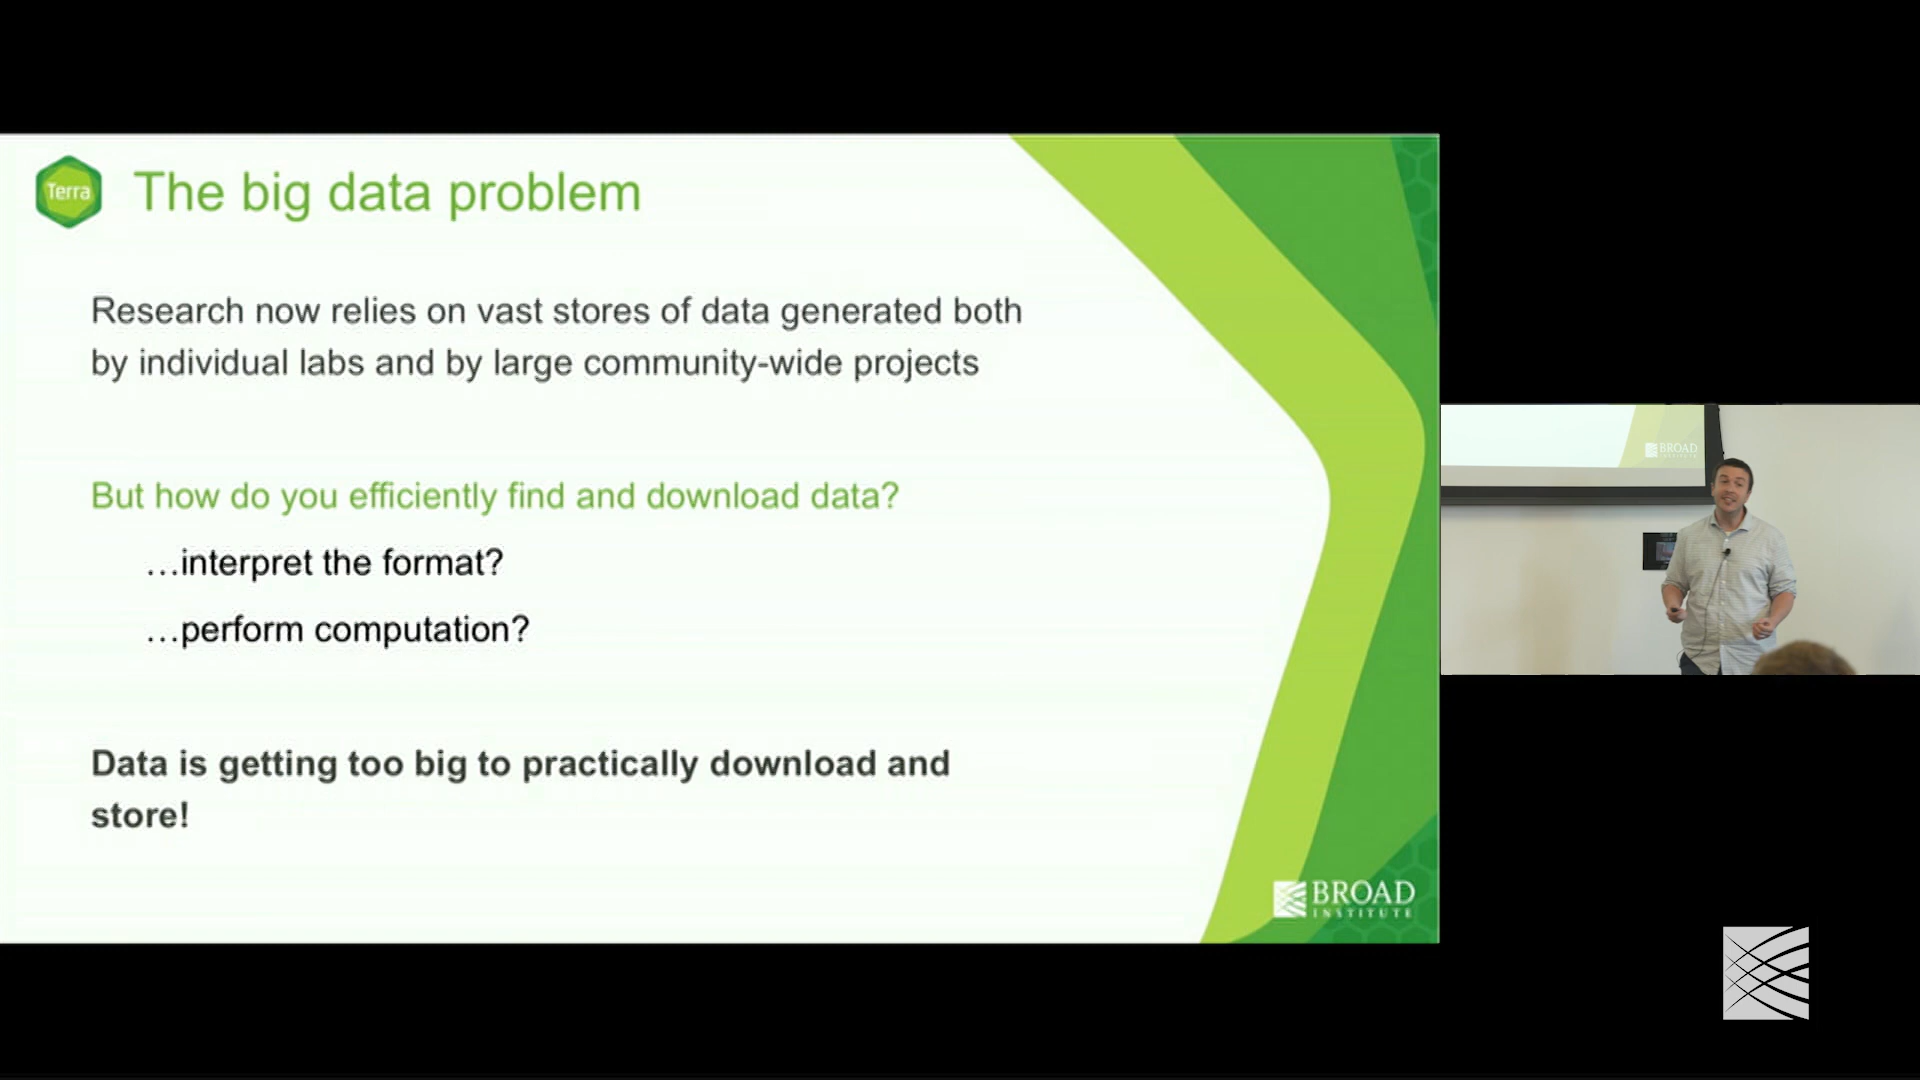 Terra
The big data problem
Research now relies on vast stores of data generated both
by individual labs and by large community-wide projects
But how do you efficiently find and download data?
…interpret the format?
…perform computation?
Data is getting too big to practically download and
store!
BROAD
INSTITUTE
BROAD